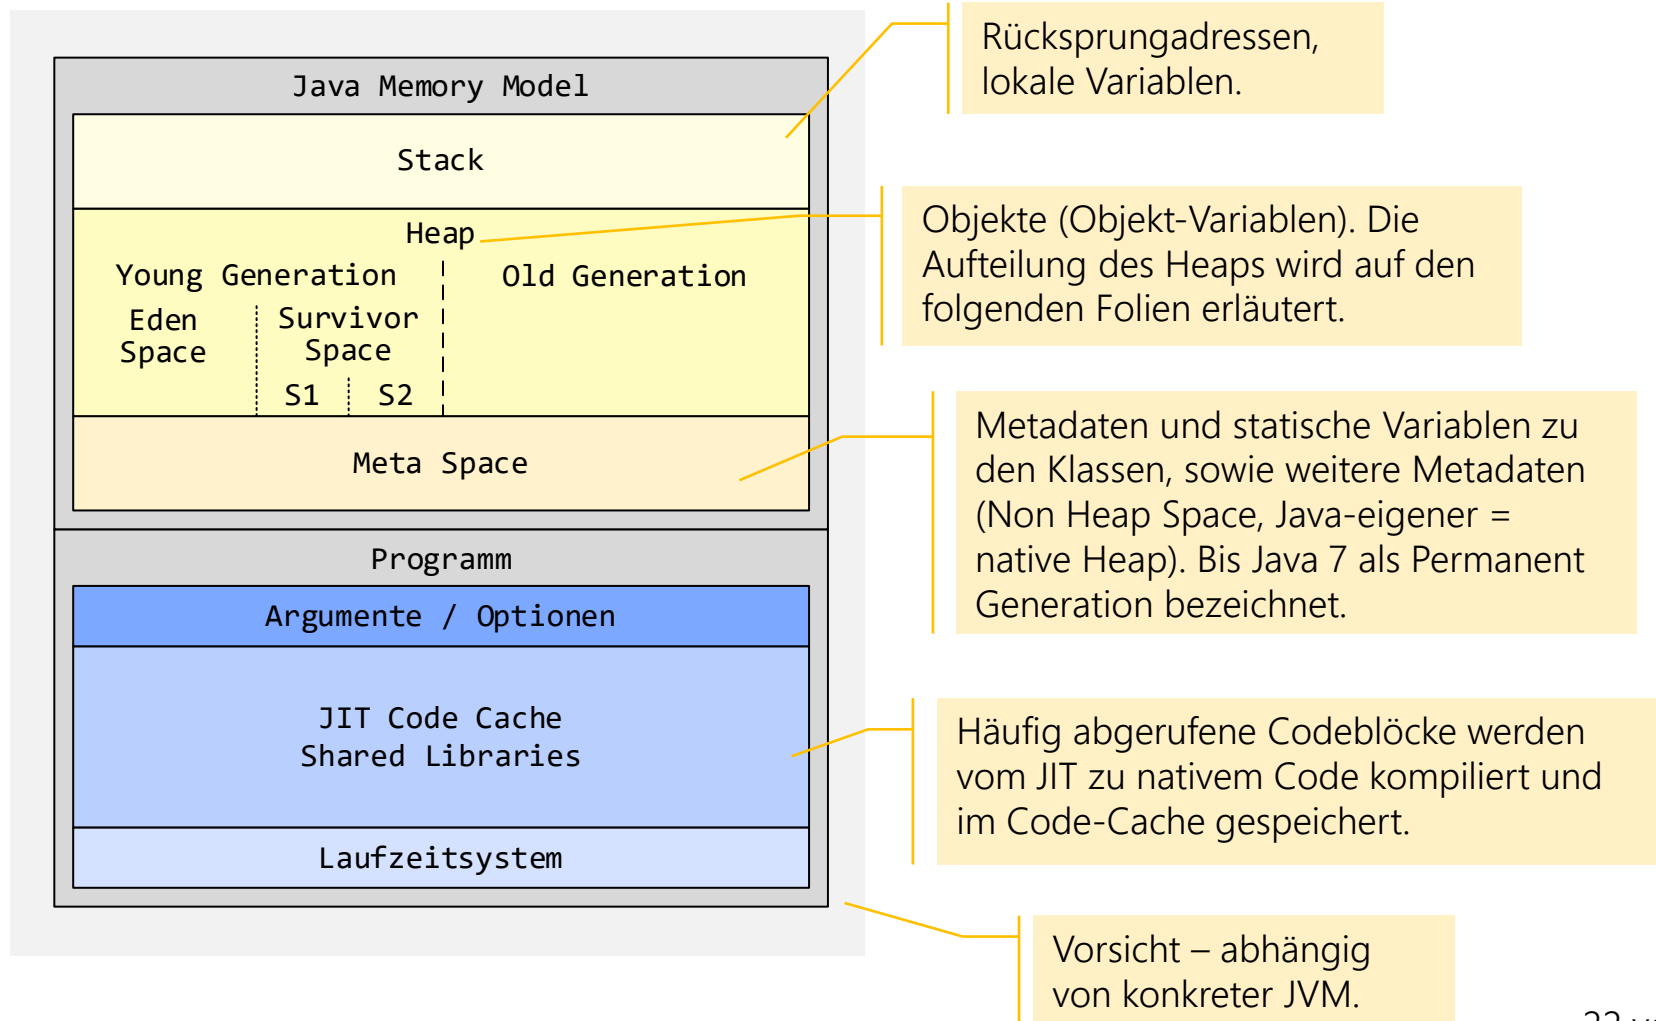 Java Memory Model
Stack
Heap
Young Generation
Old Generation
Eden
Space
Survivor
Space
S1
S2
Meta Space
Programm
Argumente / Optionen
JIT Code Cache
Shared Libraries
Laufzeitsystem
Rücksprungadressen,
lokale Variablen.
Objekte (Objekt-Variablen). Die
Aufteilung des Heaps wird auf den
folgenden Folien erläutert.
Metadaten und statische Variablen zu
den Klassen, sowie weitere Metadaten
(Non Heap Space, Java-eigener =
native Heap). Bis Java 7 als Permanent
Generation bezeichnet.
Häufig abgerufene Codeblöcke werden
vom JIT zu nativem Code kompiliert und
im Code-Cache gespeichert.
Vorsicht – abhängig
von konkreter JVM.